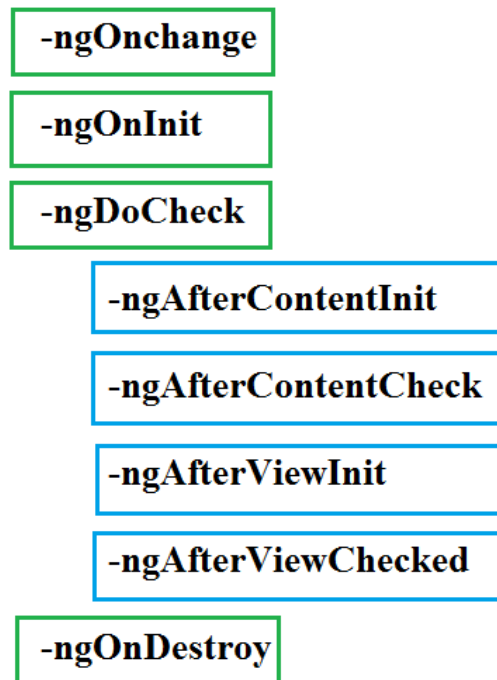 -ngOnchange
-ngOnInit
-ngDoCheck
-ngAfterContentInit
-ngAfterContentCheck
-ngAfterViewInit
-ngAfterViewChecked
-ngOnDestroy